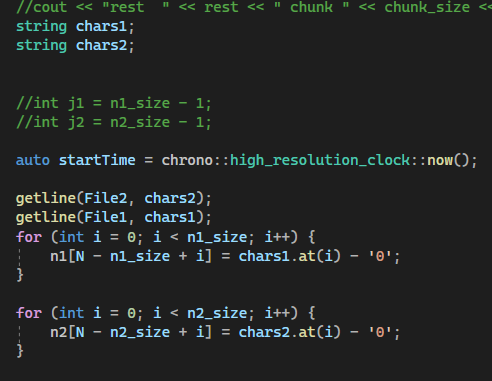 //cout << "rest  " << rest << " chunk " << chunk_size <<
string chars1;
string chars2;
//int j1 = n1_size - 1;
//int j2 = n2_size - 1;
auto startTime = chrono::high_resolution_clock::now();
getline(File2, chars2);
getline(File1, chars1);
for (int i = 0; i < n1_size; i++) {
    n1[N - n1_size + i] = chars1.at(i) - '0';
}
for (int i = 0; i < n2_size; i++) {
    n2[N - n2_size + i] = chars2.at(i) - '0';
}